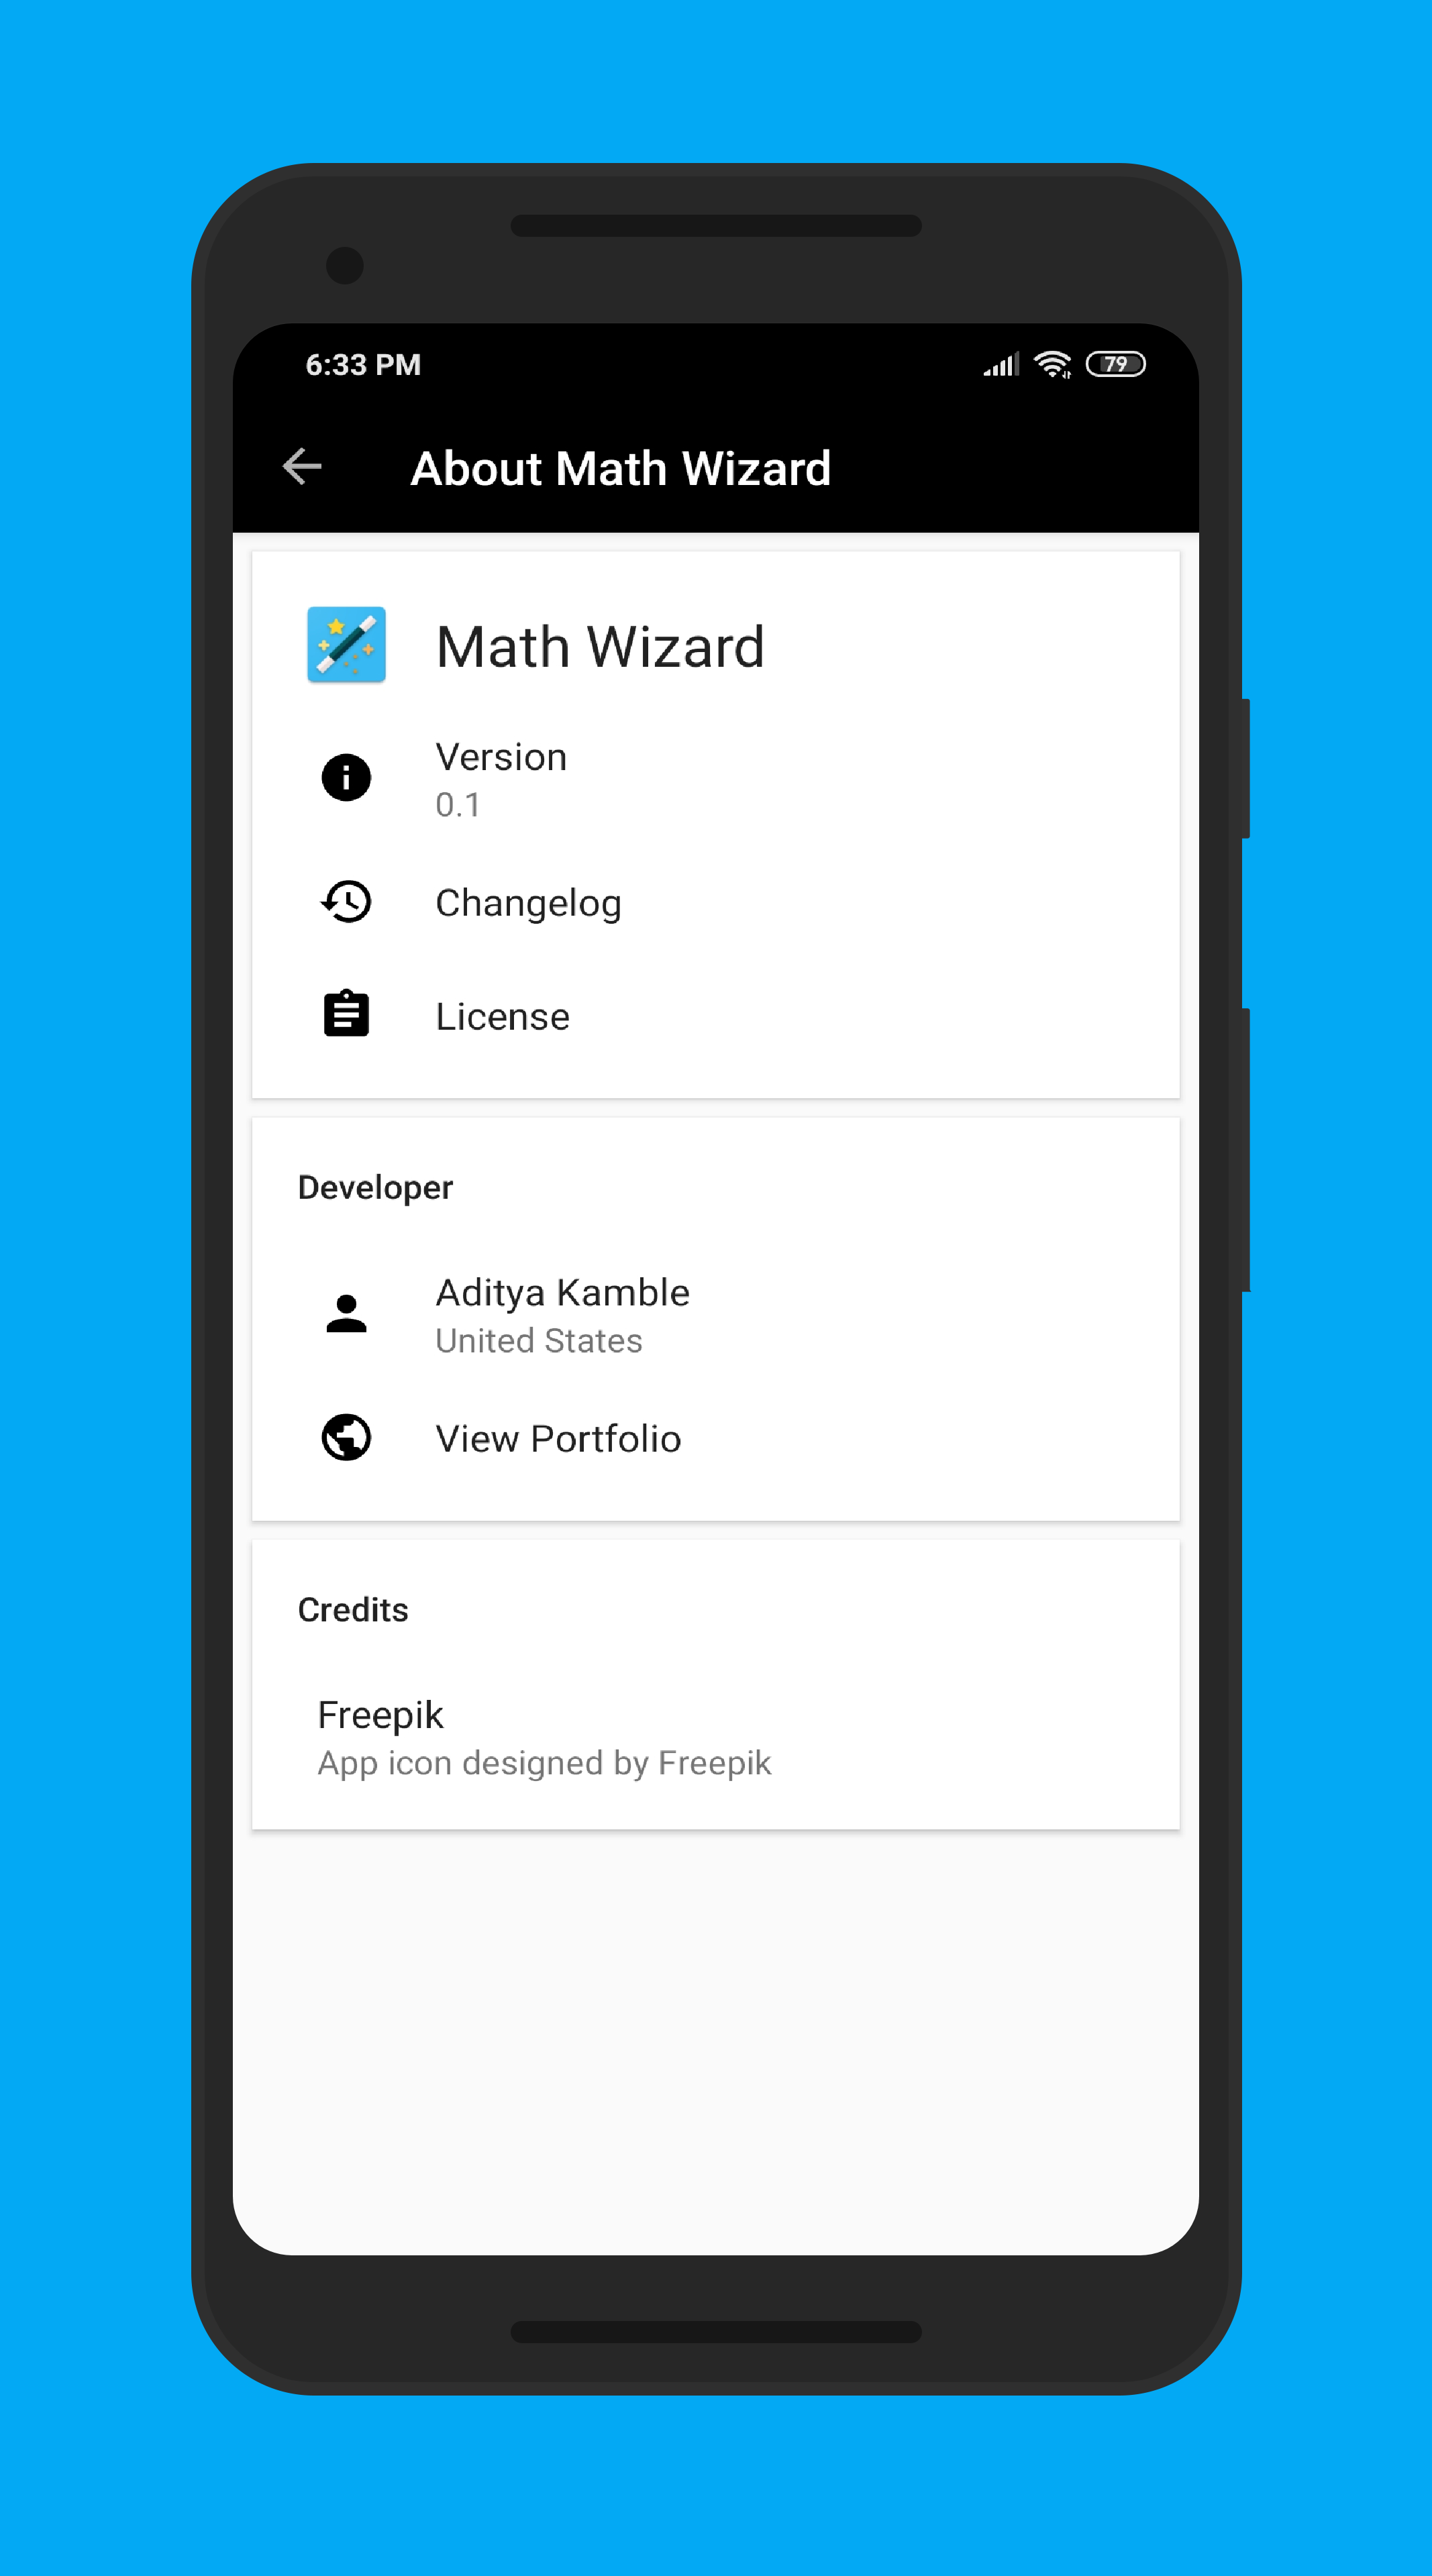 6:33 PM
79
About Math Wizard
Math Wizard
Version
0.1
Changelog
License
Developer
Aditya Kamble
United States
View Portfolio
Credits
Freepik
App icon designed by Freepik